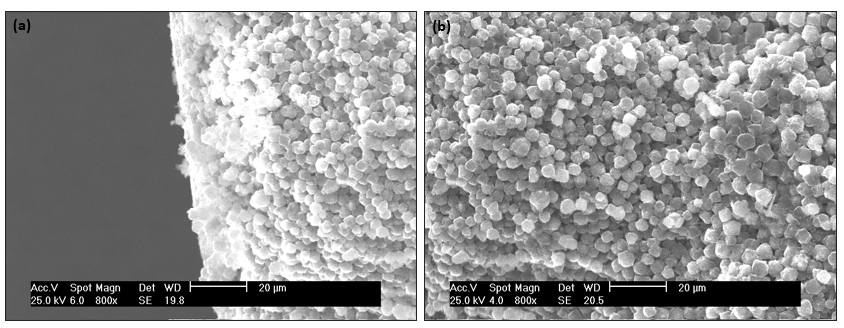 (a)
Acc.V Spot Magn Det WD 20 µm
25.0 kV 6.0 800x SE 19.8
(b)
Acc.V Spot Magn Det WD 20 µm
25.0 kV 4.0 800x SE 20.5